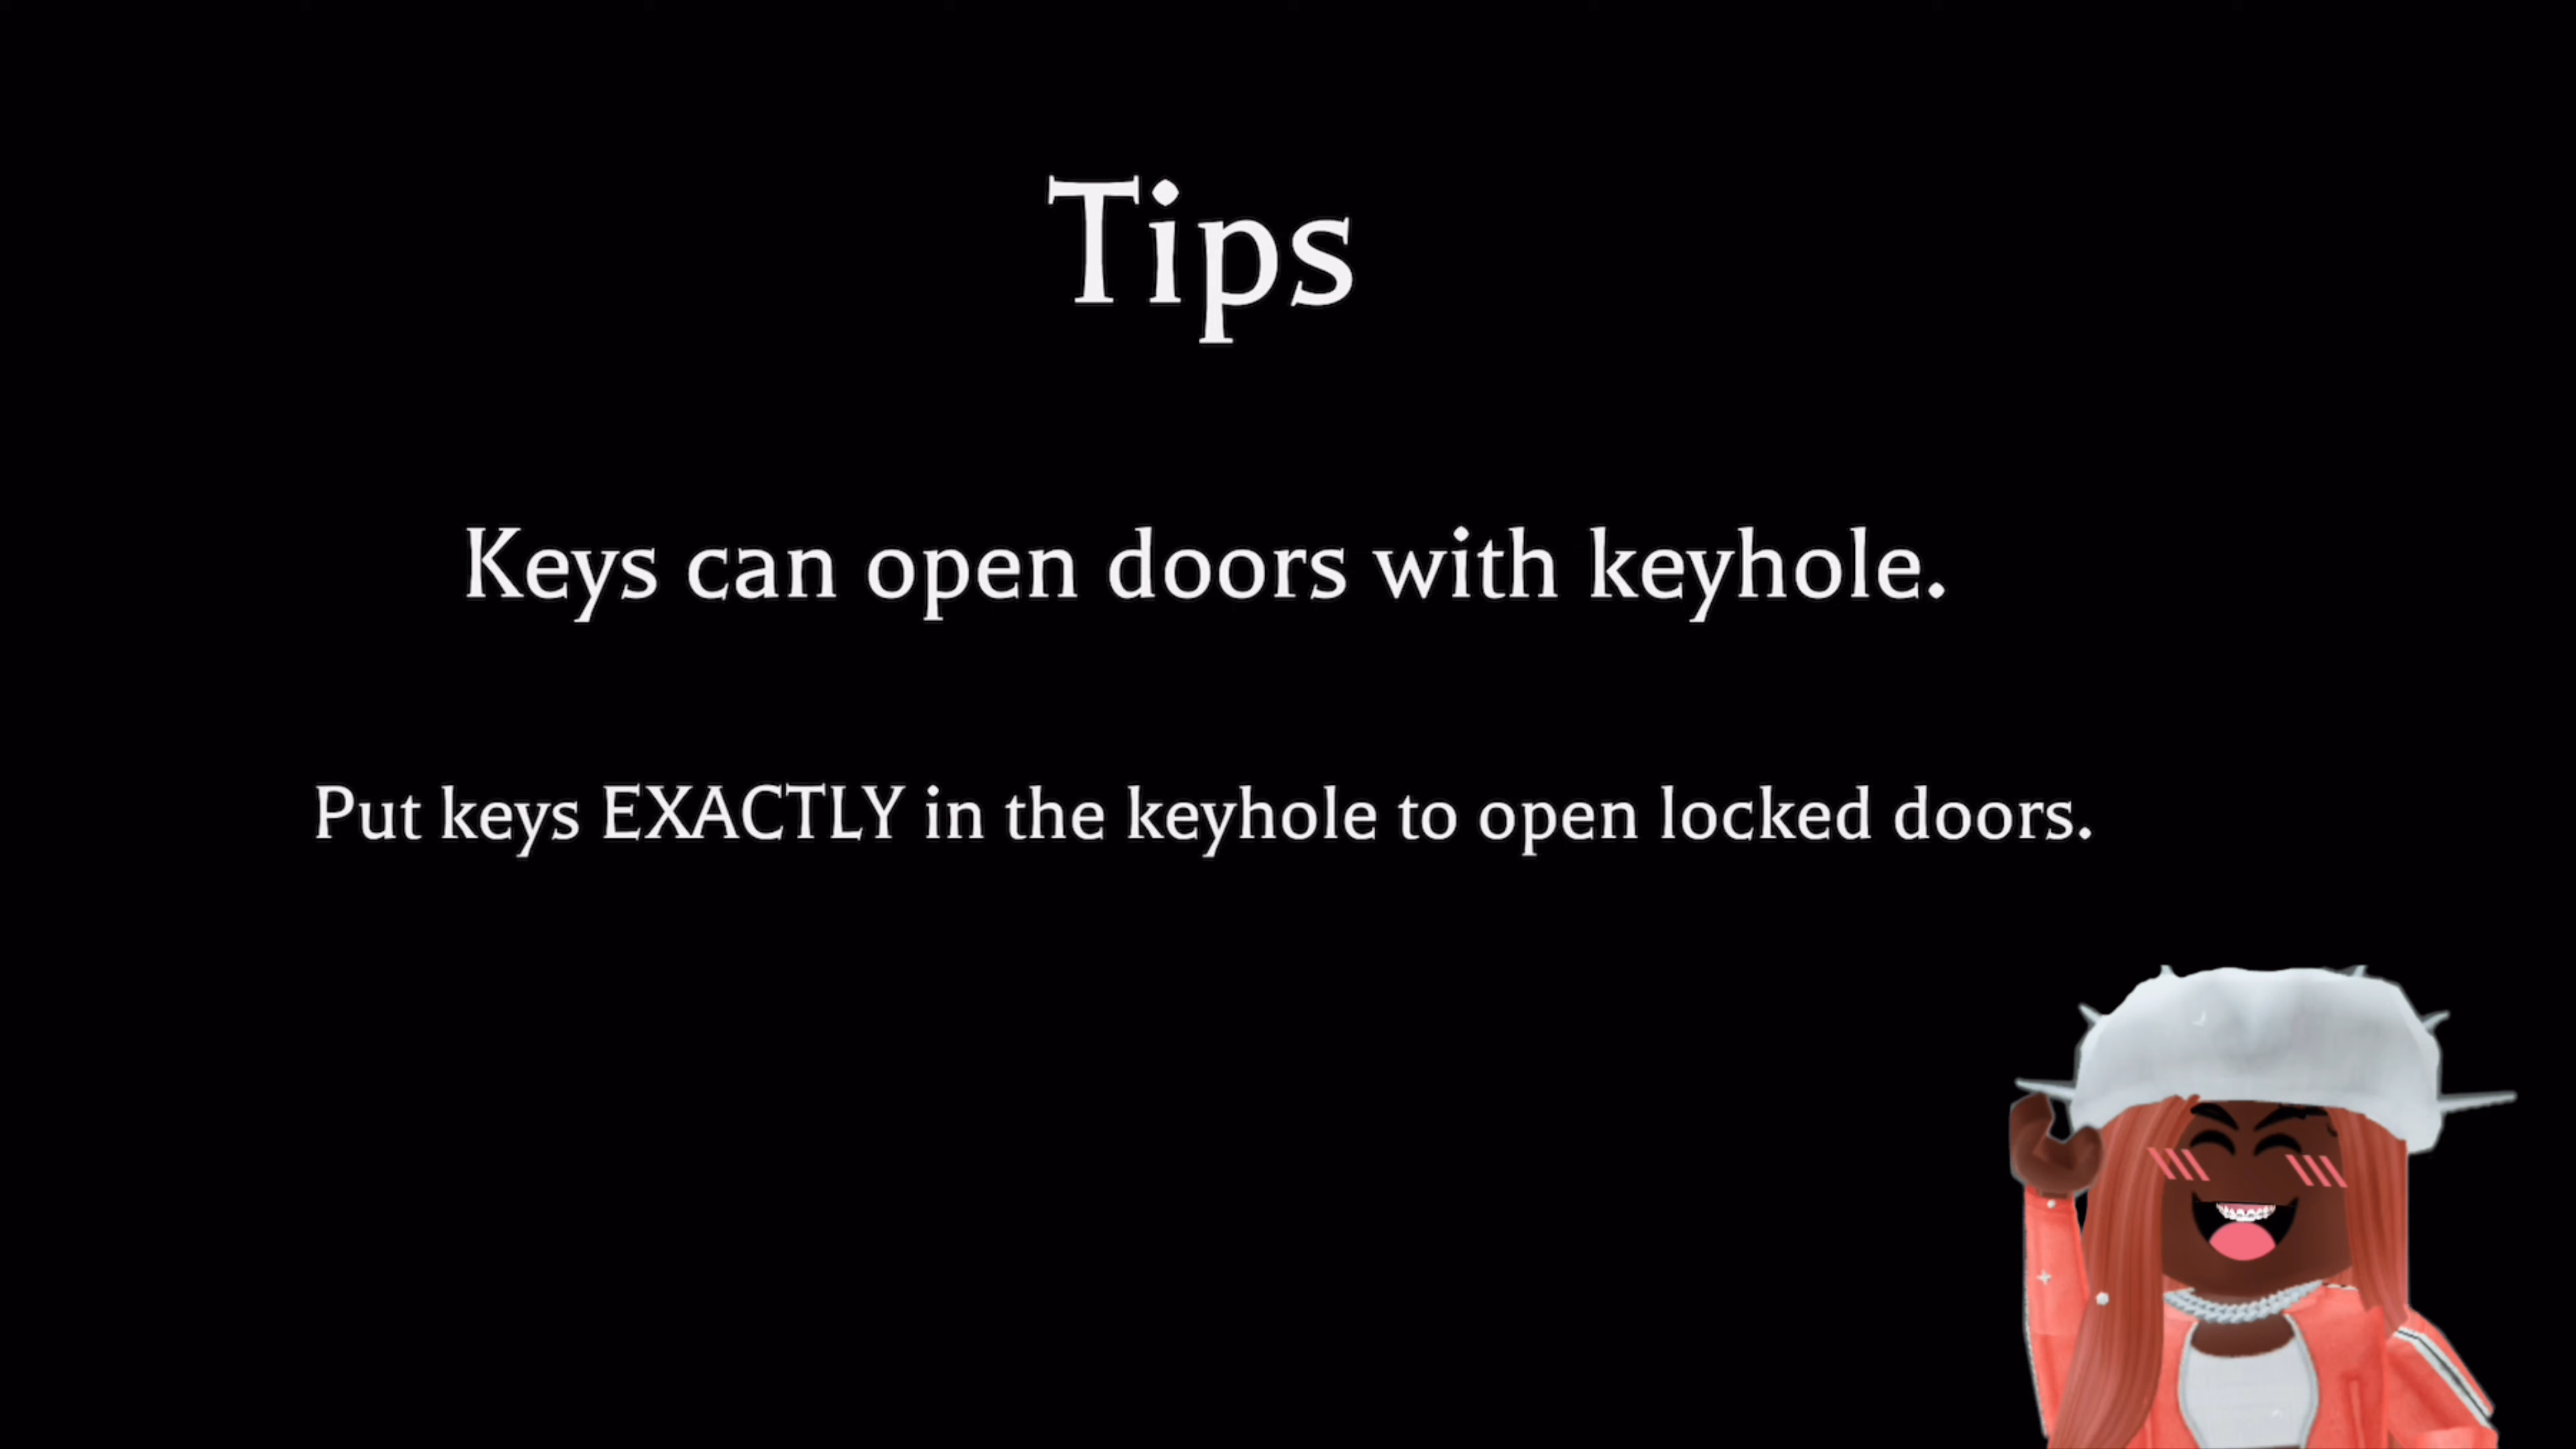 Tips
Keys can open doors with keyhole.
Put keys EXACTLY in the keyhole to open locked doors.